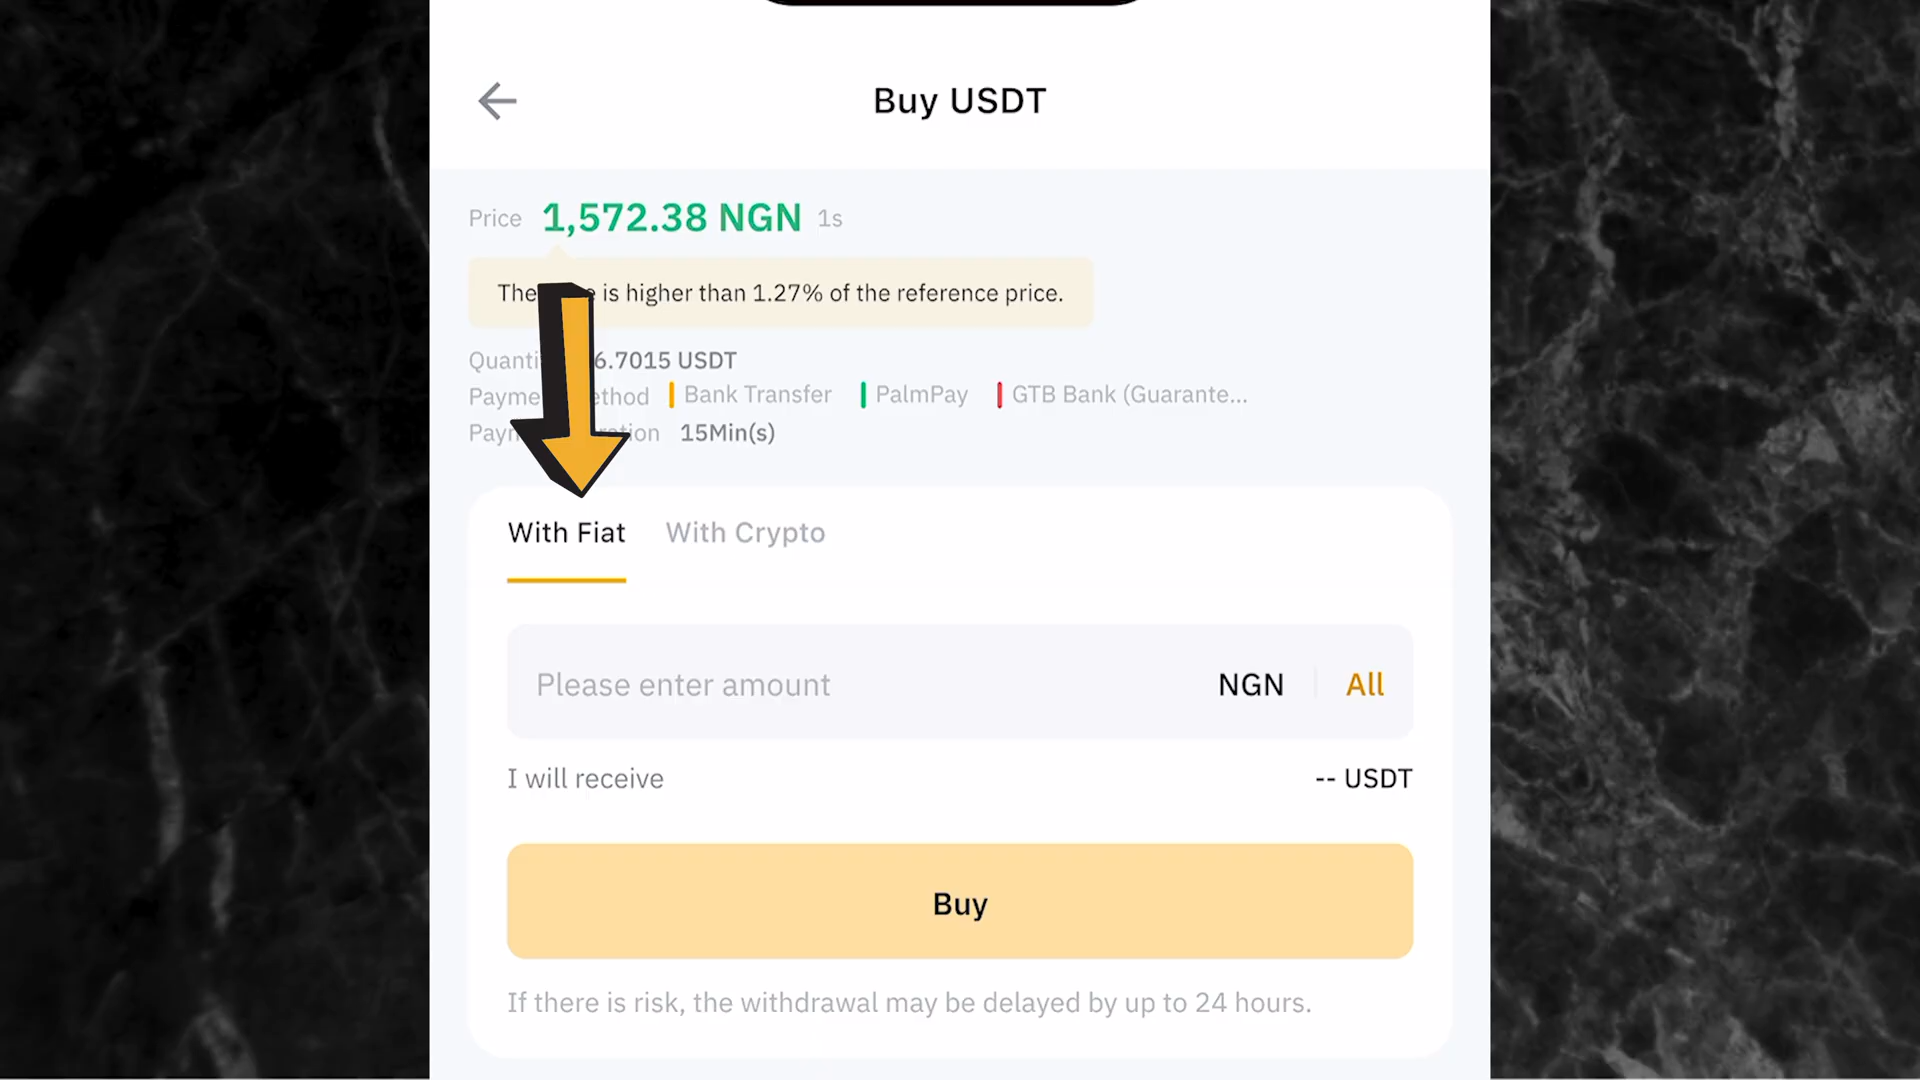 Buy USDT
Price 1,572.38 NGN 1s
The is higher than 1.27% of the reference price.
6.7015 USDT
Bank Transfer PalmPay GTB Bank (Guarante...
15Min(s)
With Fiat With Crypto
Please enter amount NGN All
I will receive -- USDT
Buy
If there is risk, the withdrawal may be delayed by up to 24 hours.